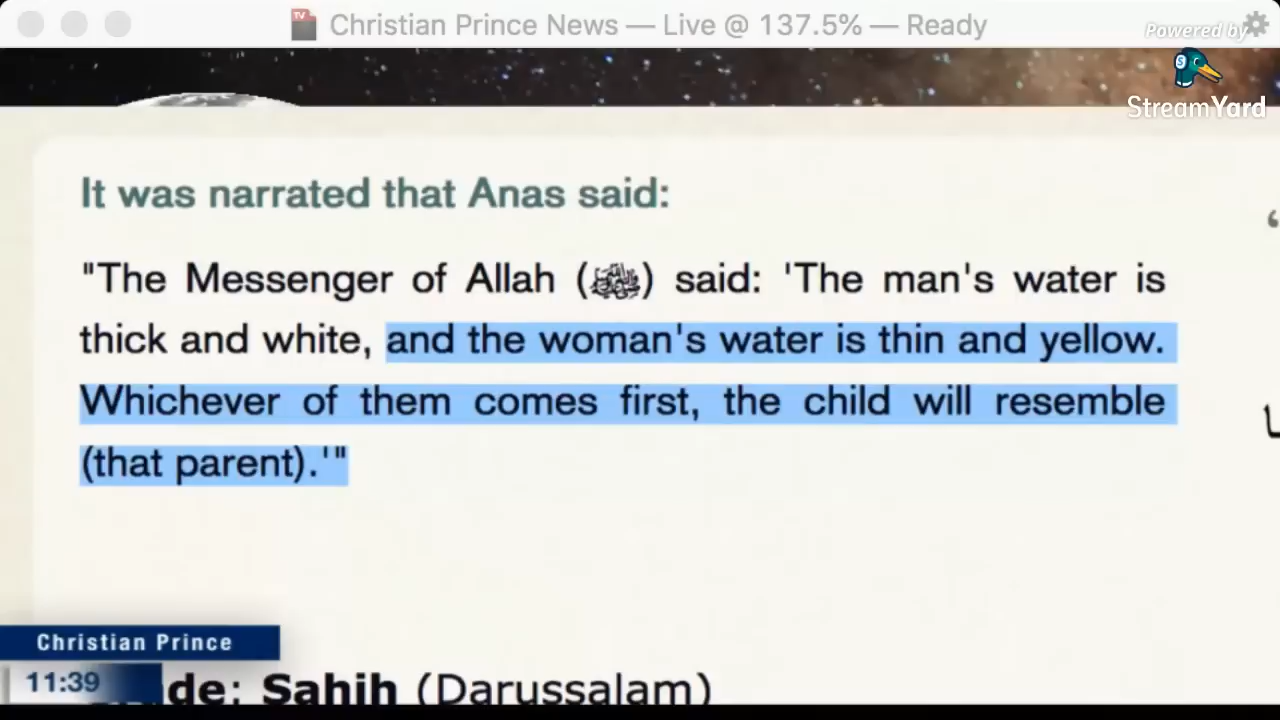 Christian Prince News — Live @ 137.5% — Ready
Powered by
StreamYard
It was narrated that Anas said:
"The Messenger of Allah (ﷺ) said: 'The man's water is
thick and white, and the woman's water is thin and yellow.
Whichever of them comes first, the child will resemble
(that parent).'"
Christian Prince
11:39
de: Sahih (Darussalam)